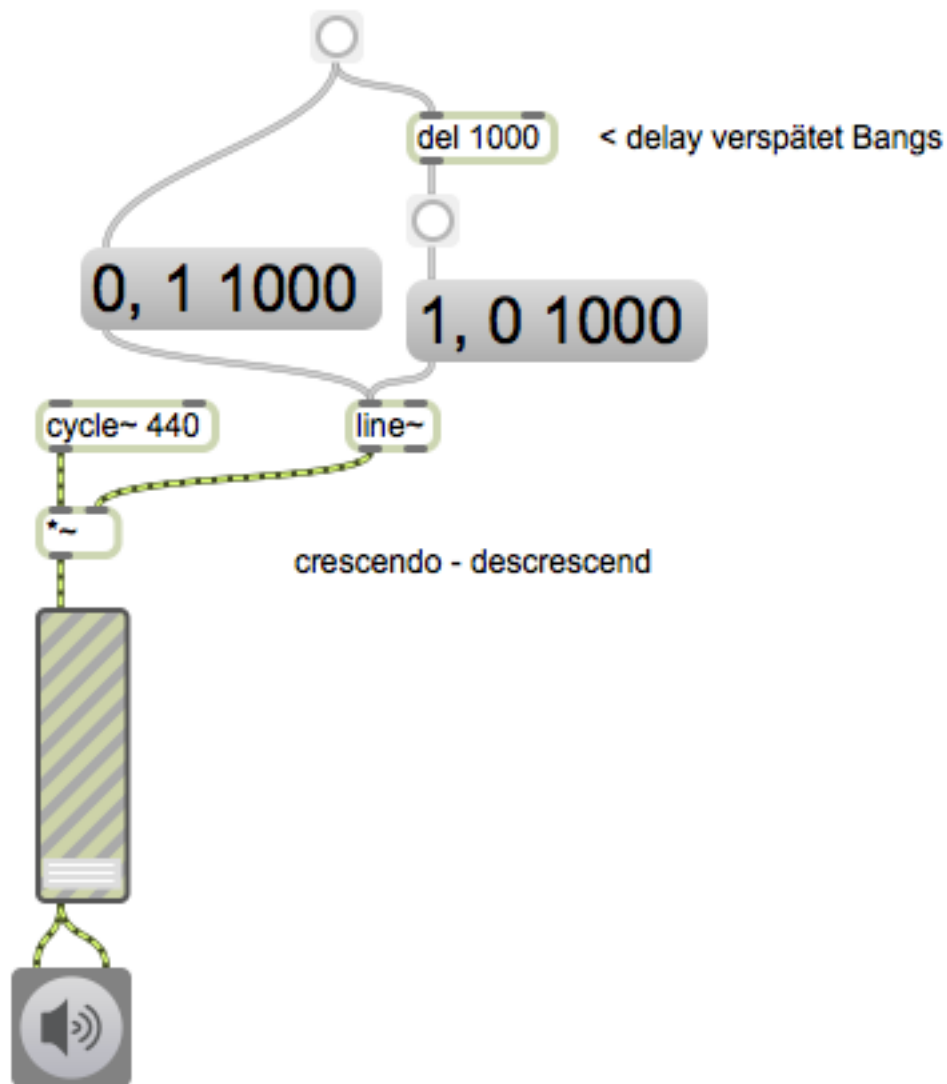 del 1000
< delay verspätet Bangs
0, 1 1000
1, 0 1000
cycle~ 440
line~
*~
crescendo - descrescend